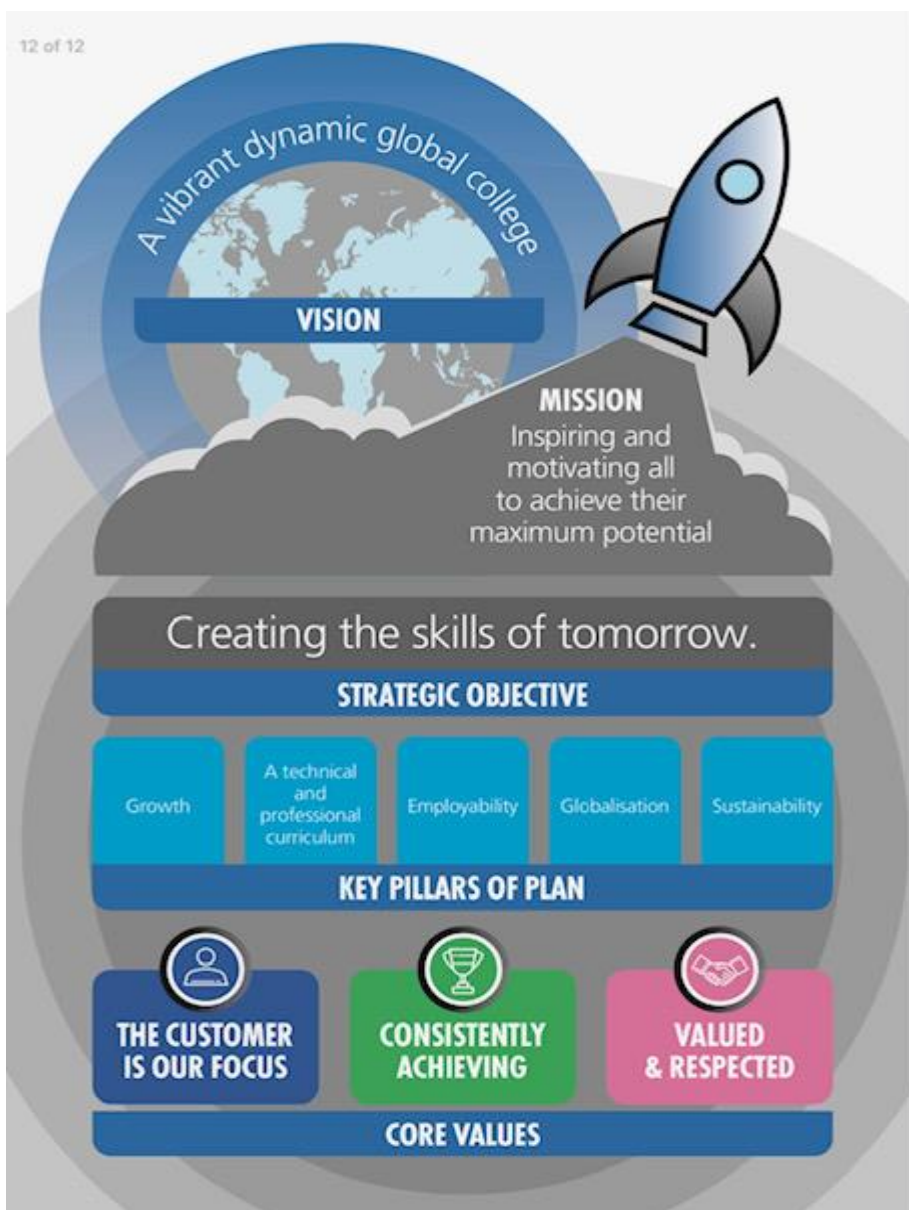 12 of 12
A vibrant dynamic global college
VISION
MISSION
Inspiring and
motivating all
to achieve their
maximum potential
Creating the skills of tomorrow.
STRATEGIC OBJECTIVE
Growth
A technical
and
professional
curriculum
Employability
Globalisation
Sustainability
KEY PILLARS OF PLAN
THE CUSTOMER
IS OUR FOCUS
CONSISTENTLY
ACHIEVING
VALUED
& RESPECTED
CORE VALUES